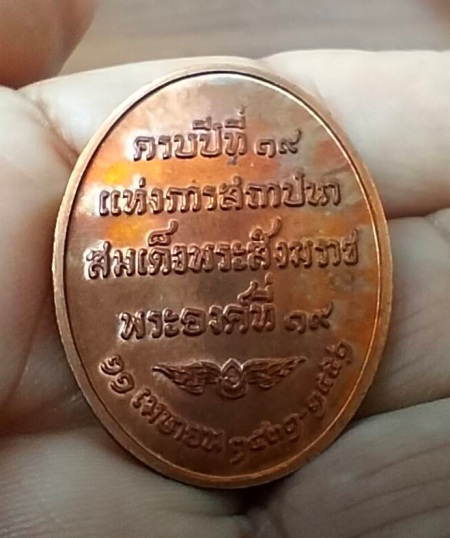 ครบปีที่ ๑๙
แห่งการสถาปนา
สมเด็จพระสังฆราช
พระองค์ที่ ๑๙
๒๑ เมษายน ๒๕๓๒-๒๕๕๑